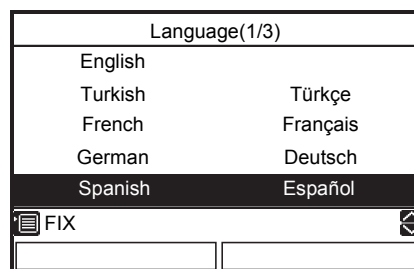 Language(1/3)
English
Turkish Türkçe
French Français
German Deutsch
Spanish Español
FIX